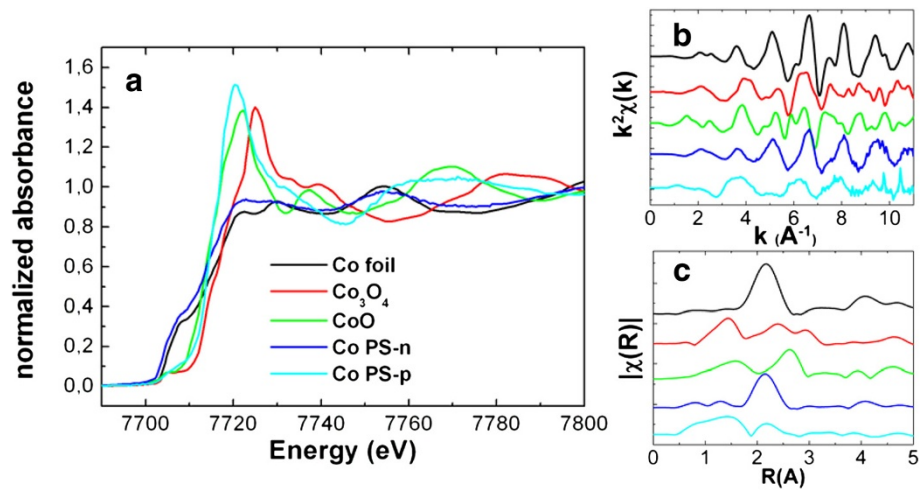 a
1,6
1,4
1,2
1,0
0,8
0,6
0,4
0,2
0,0
normalized absorbance
Co foil
Co₃O₄
CoO
Co PS-n
Co PS-p
7700 7720 7740 7760 7780 7800
Energy (eV)
b
k²χ(k)
0 2 4 6 8 10
k (A⁻¹)
c
|χ(R)|
0 1 2 3 4 5
R(A)